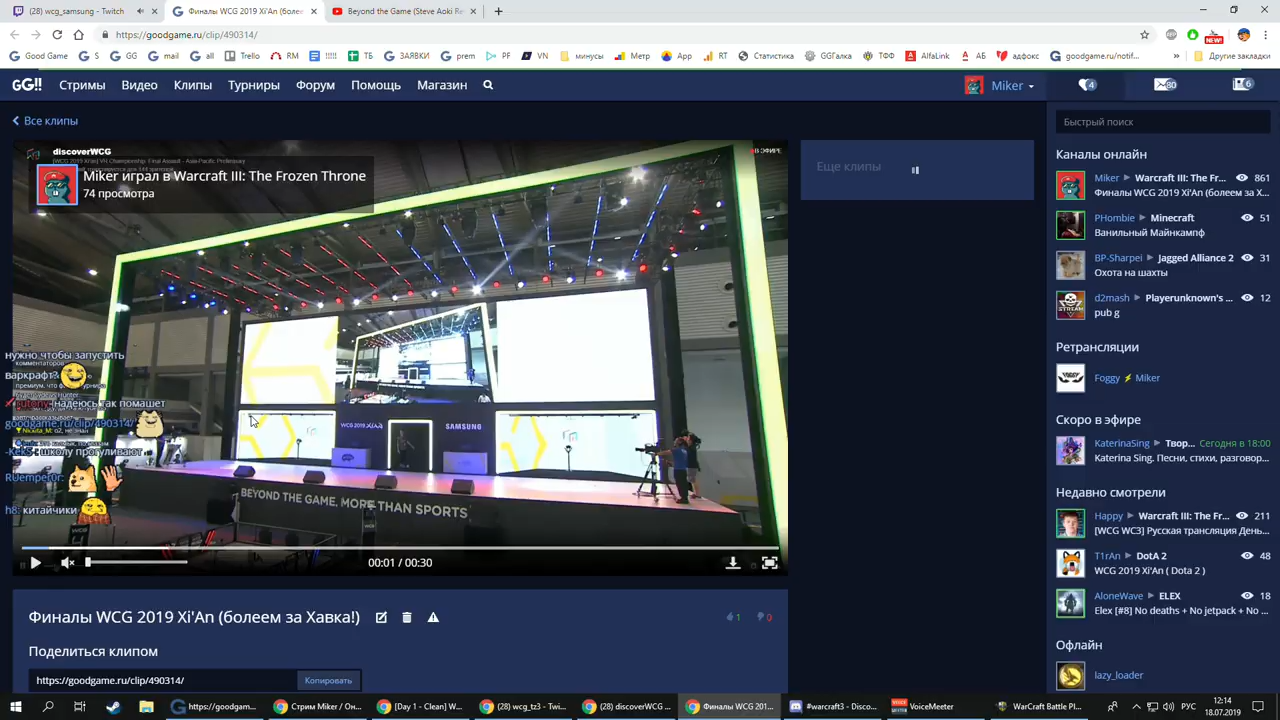 (28) wcg_samsung - Twitch
Финалы WCG 2019 Xi'An (болеем
Beyond the Game (Steve Aoki Re
https://goodgame.ru/clip/490314/
Good Game
GS
GG
mail
all
Trello
RM
!!!!
ТБ
ЗАЯВКИ
prem
PF
VN
минусы
Метр
App
RT
Статистика
GGГалка
ТФФ
AlfaLink
АБ
адфокс
goodgame.ru/notif...
Другие закладки
NEW!
GG!!
Стримы
Видео
Клипы
Турниры
Форум
Помощь
Магазин
Miker
4
80
6
Все клипы
discoverWCG
В ЭФИРЕ
Miker играл в Warcraft III: The Frozen Throne
74 просмотра
нужно чтобы запустить
варкрафт?
rutony: надеюсь так помашет
goodgame.ru/clip/490314/
школу прогуливают
RUemper0r:
h8: китайчики
SAMSUNG
BEYOND THE GAME, MORE THAN SPORTS
00:01 / 00:30
Еще клипы
Финалы WCG 2019 Xi'An (болеем за Хавка!)
1
0
Поделиться клипом
https://goodgame.ru/clip/490314/
Копировать
Быстрый поиск
Каналы онлайн
Miker Warcraft III: The Fr... 861
Финалы WCG 2019 Xi'An (болеем за Х...
PHombie Minecraft 51
Ванильный Майнкампф
BP-Sharpei Jagged Alliance 2 31
Охота на шахты
d2mash Playerunknown's ... 12
pub g
Ретрансляции
Foggy Miker
Скоро в эфире
KaterinaSing Твор... Сегодня в 18:00
Katerina Sing. Песни, стихи, разговор...
Недавно смотрели
Happy Warcraft III: The Fr... 211
[WCG WC3] Русская трансляция День...
T1rAn DotA 2 48
WCG 2019 Xi'An ( Dota 2 )
AloneWave ELEX 18
Elex [#8] No deaths + No jetpack + No ...
Офлайн
lazy_loader
https://goodgam...
Стрим Miker / Он...
[Day 1 - Clean] W...
(28) wcg_tz3 - Twi...
(28) discoverWCG ...
Финалы WCG 201...
#warcraft3 - Disco...
VoiceMeeter
WarCraft Battle Pl...
РУС
12:14
18.07.2019